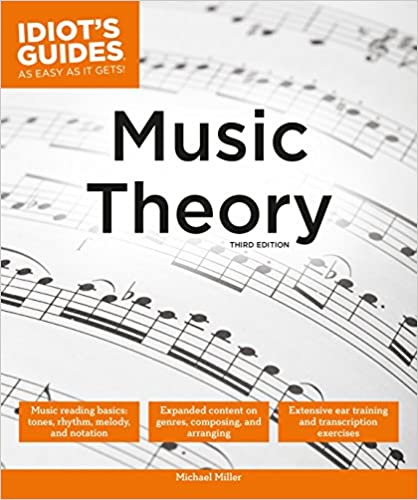 IDIOT'S
GUIDES
AS EASY AS IT GETS!
Music
Theory
THIRD EDITION
Music reading basics:
tones, rhythm, melody,
and notation
Expanded content on
genres, composing, and
arranging
Extensive ear training
and transcription
exercises
Michael Miller